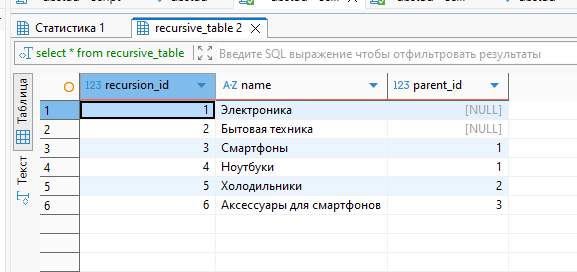 Статистика 1 recursive_table 2
select * from recursive_table Введите SQL выражение чтобы отфильтровать результаты
Таблица
Текст
123 recursion_id A-Z name 123 parent_id
1 1 Электроника [NULL]
2 2 Бытовая техника [NULL]
3 3 Смартфоны 1
4 4 Ноутбуки 1
5 5 Холодильники 2
6 6 Аксессуары для смартфонов 3